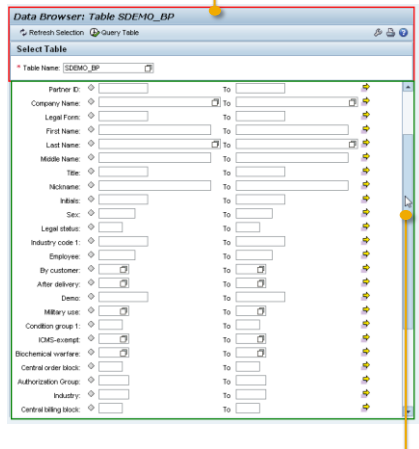 Data Browser: Table SDEMO_BP
Refresh Selection Query Table
Select Table
* Table Name: SDEMO_BP
Partner ID: To
Company Name: To
Legal Form: To
First Name: To
Last Name: To
Middle Name: To
Title: To
Nickname: To
Initials: To
Sex: To
Legal status: To
Industry code 1: To
Employee: To
By customer: To
After delivery: To
Demo: To
Military use: To
Condition group 1: To
ICMS-exempt: To
Biochemical warfare: To
Central order block: To
Authorization Group: To
Industry: To
Central billing block: To